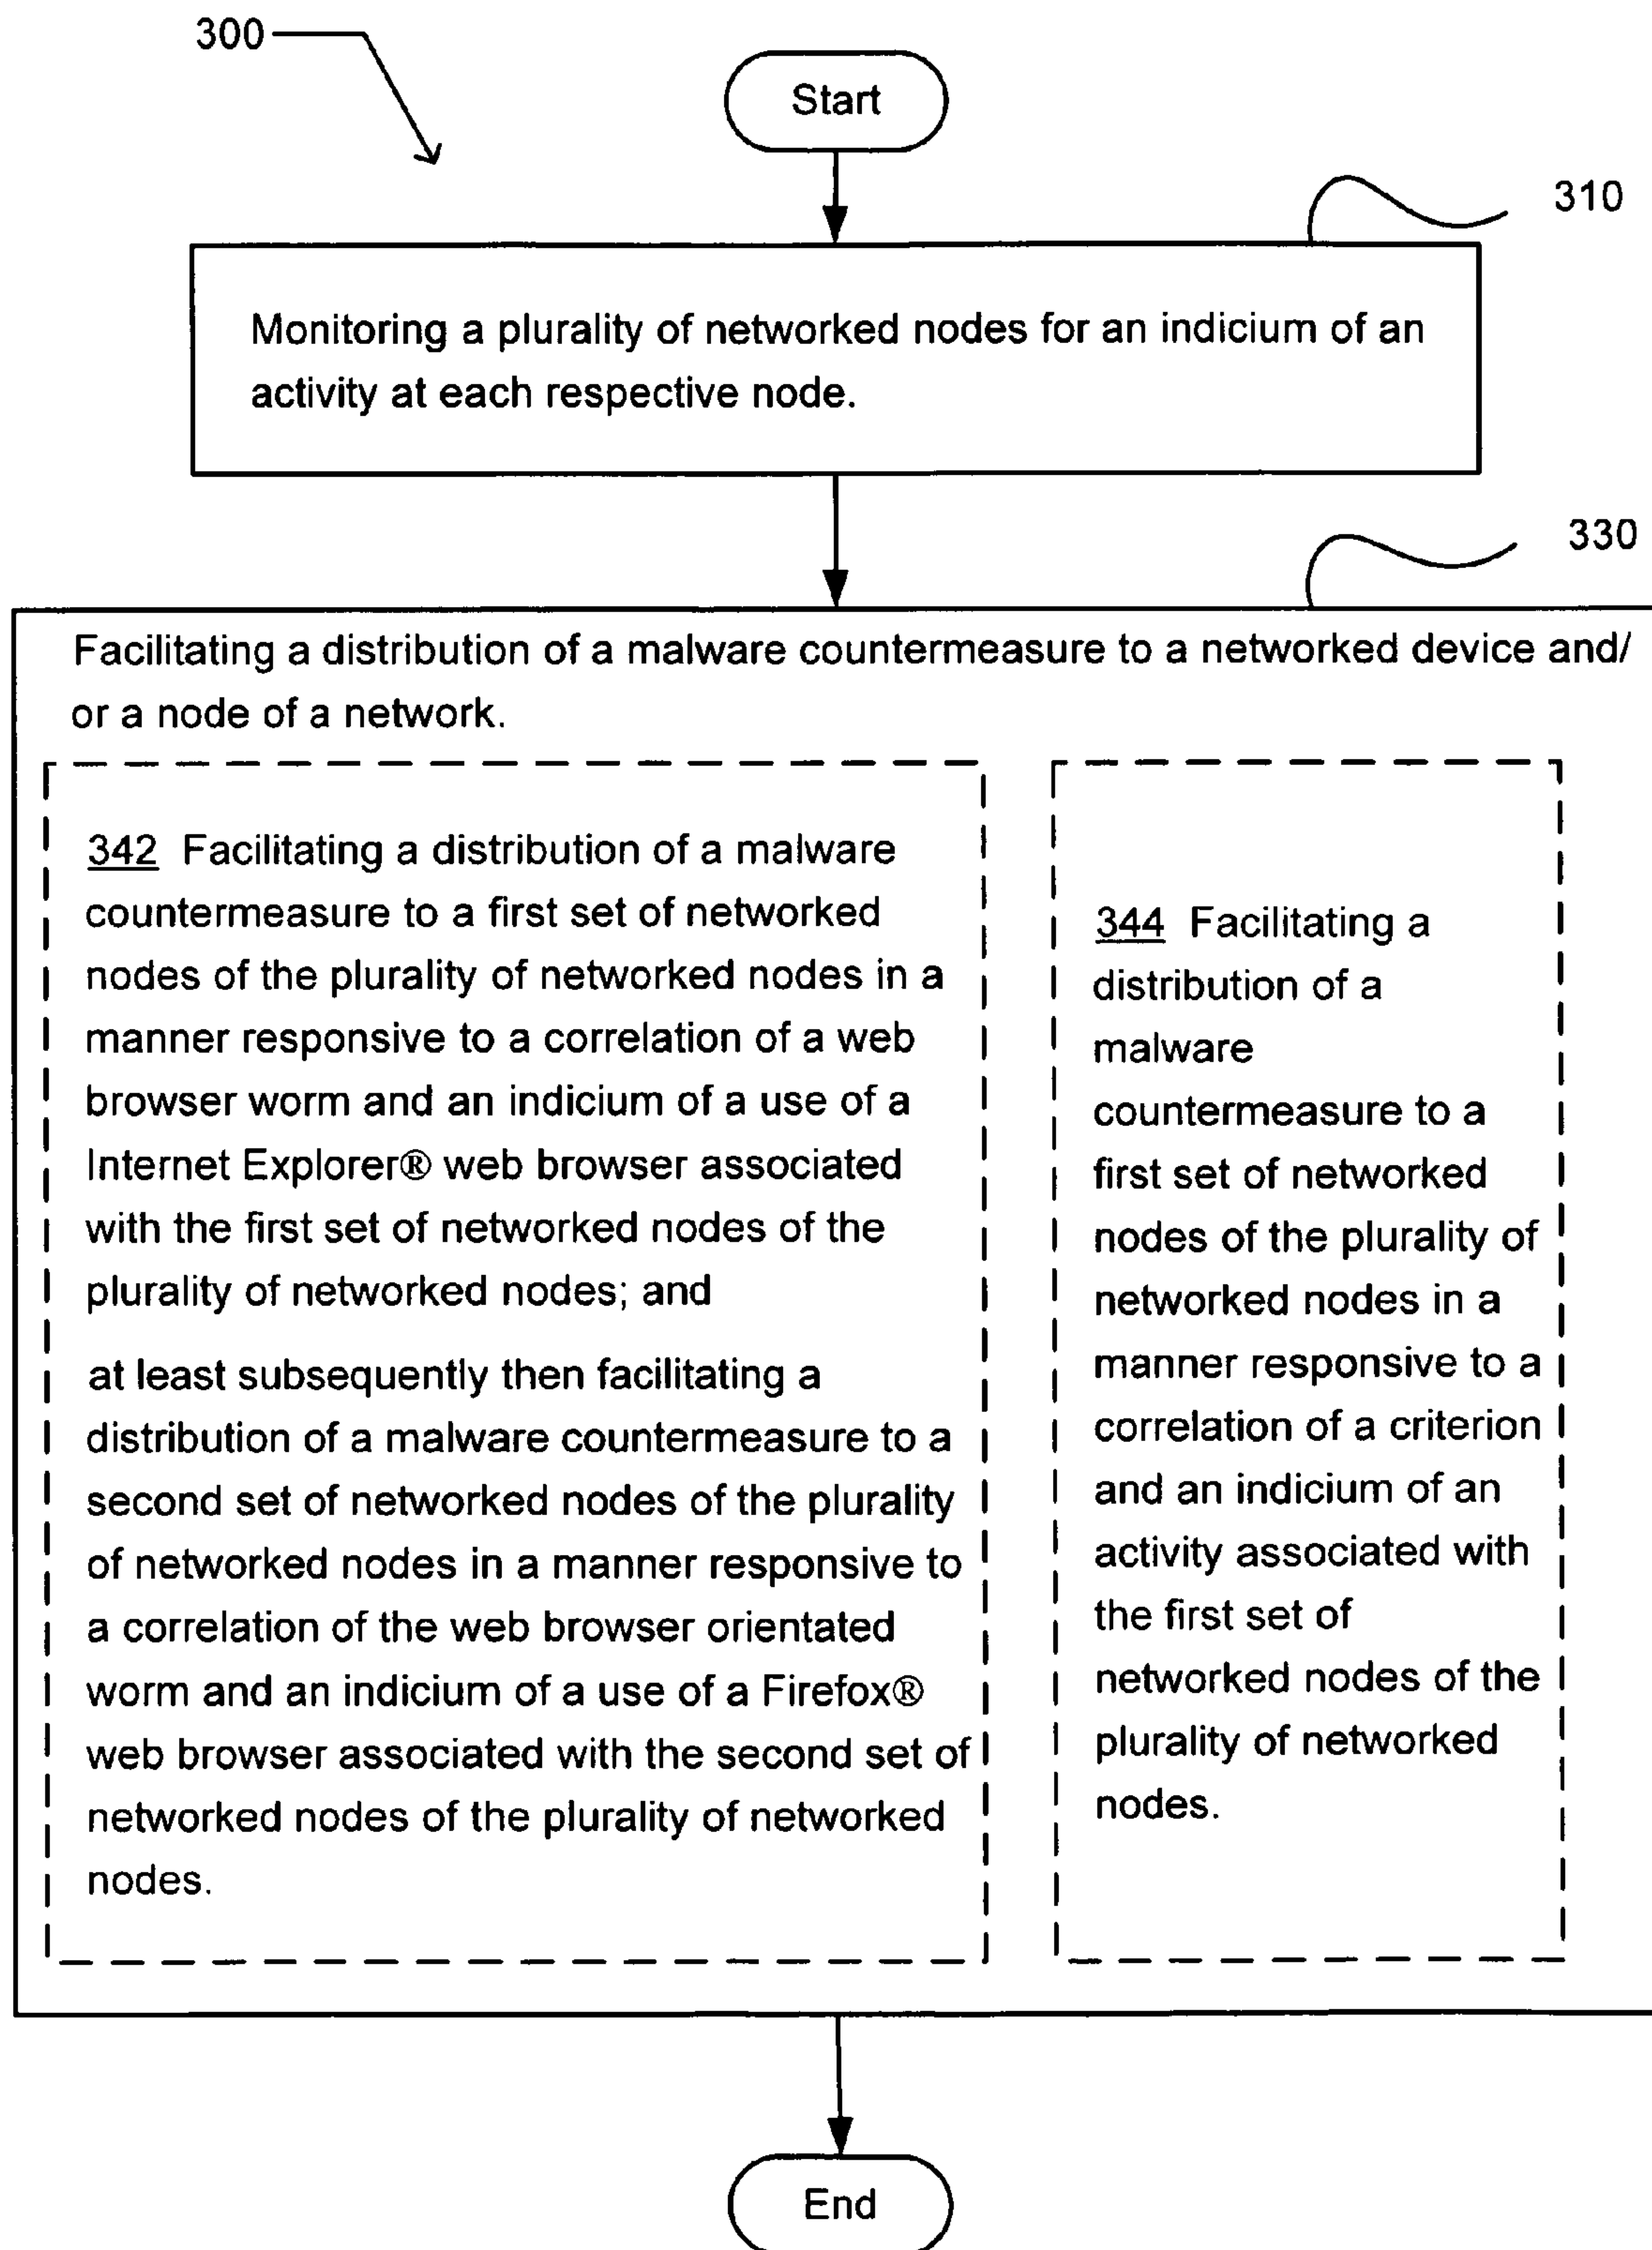 300
Start
310
Monitoring a plurality of networked nodes for an indicium of an
activity at each respective node.
330
Facilitating a distribution of a malware countermeasure to a networked device and/
or a node of a network.
342 Facilitating a distribution of a malware
countermeasure to a first set of networked
nodes of the plurality of networked nodes in a
manner responsive to a correlation of a web
browser worm and an indicium of a use of a
Internet Explorer® web browser associated
with the first set of networked nodes of the
plurality of networked nodes; and
at least subsequently then facilitating a
distribution of a malware countermeasure to a
second set of networked nodes of the plurality
of networked nodes in a manner responsive to
a correlation of the web browser orientated
worm and an indicium of a use of a Firefox®
web browser associated with the second set of
networked nodes of the plurality of networked
nodes.
344 Facilitating a
distribution of a
malware
countermeasure to a
first set of networked
nodes of the plurality of
networked nodes in a
manner responsive to a
correlation of a criterion
and an indicium of an
activity associated with
the first set of
networked nodes of the
plurality of networked
nodes.
End